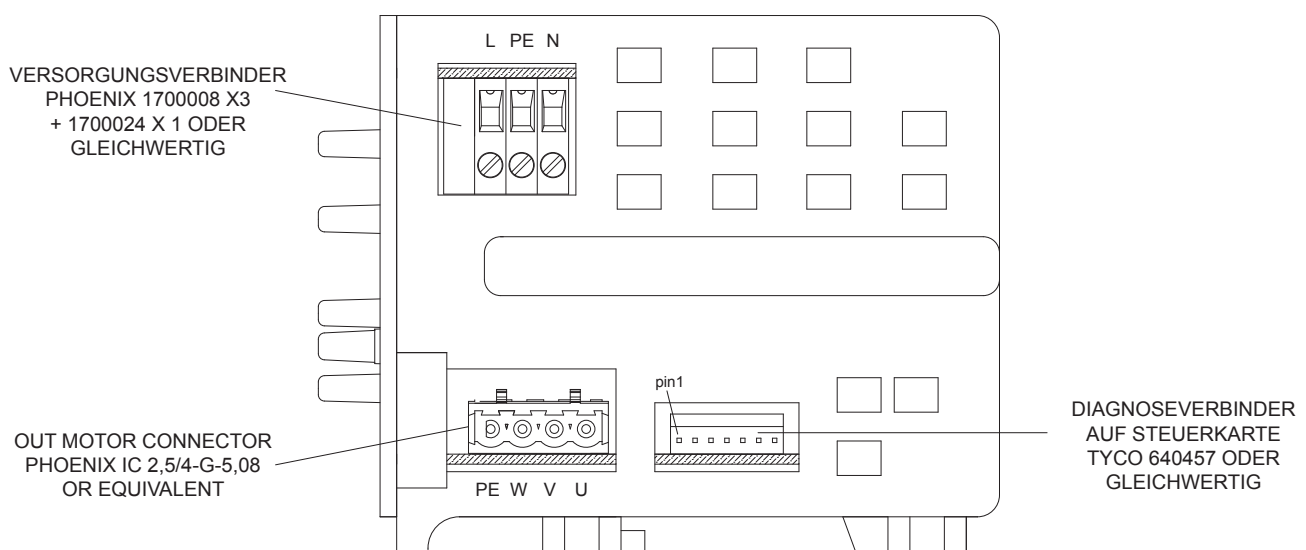 L PE N
VERSORGUNGSVERBINDER
PHOENIX 1700008 X3
+ 1700024 X 1 ODER
GLEICHWERTIG
pin1
OUT MOTOR CONNECTOR
PHOENIX IC 2,5/4-G-5,08
OR EQUIVALENT
PE W V U
DIAGNOSEVERBINDER
AUF STEUERKARTE
TYCO 640457 ODER
GLEICHWERTIG